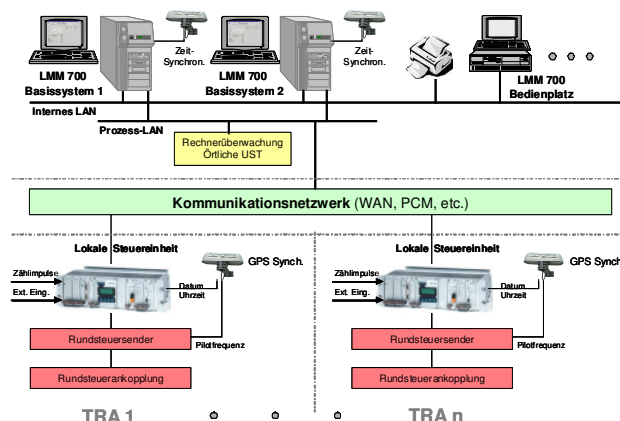 Zeit-
Synchron.
Zeit-
Synchron.
LMM 700
Basissystem 1
LMM 700
Basissystem 2
LMM 700
Bedienplatz
Internes LAN
Prozess-LAN
Rechnerüberwachung
Örtliche UST
Kommunikationsnetzwerk (WAN, PCM, etc.)
Lokale Steuereinheit
GPS Synch.
Zählimpulse
Ext. Eing.
Datum
Uhrzeit
Rundsteuersender
Pilotfrequenz
Rundsteuerankopplung
TRA 1
Lokale Steuereinheit
GPS Synch
Zählimpulse
Ext. Eing.
Datum
Uhrzeit
Rundsteuersender
Pilotfrequenz
Rundsteuerankopplung
TRA n